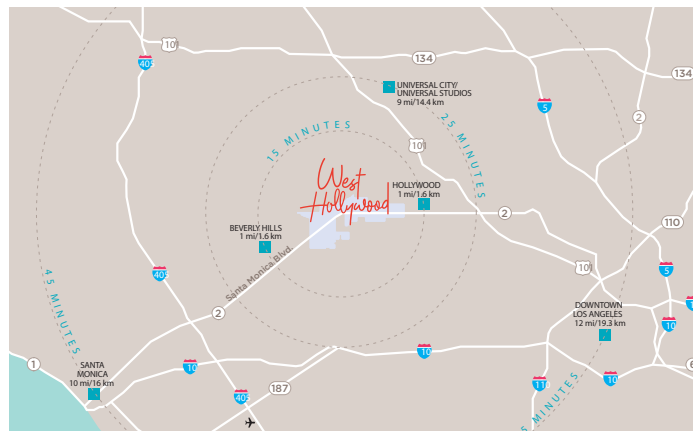 101
405
134
134
UNIVERSAL CITY/
UNIVERSAL STUDIOS
9 mi/14.4 km
5
2
15 MINUTES
25 MINUTES
101
West
Hollywood
HOLLYWOOD
1 mi/1.6 km
2
110
BEVERLY HILLS
1 mi/1.6 km
Santa Monica Blvd.
405
101
5
45 MINUTES
2
DOWNTOWN
LOS ANGELES
12 mi/19.3 km
10
1
10
10
SANTA
MONICA
10 mi/16 km
187
405
110
10
5 MINUTES